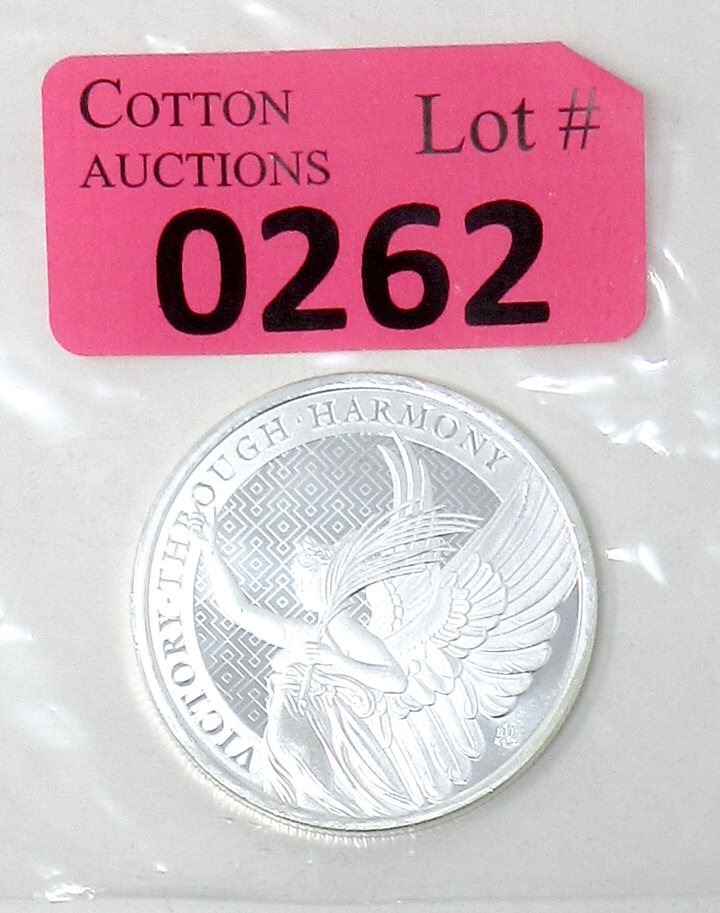 COTTON
AUCTIONS
Lot #
0262
VICTORY·THROUGH·HARMONY